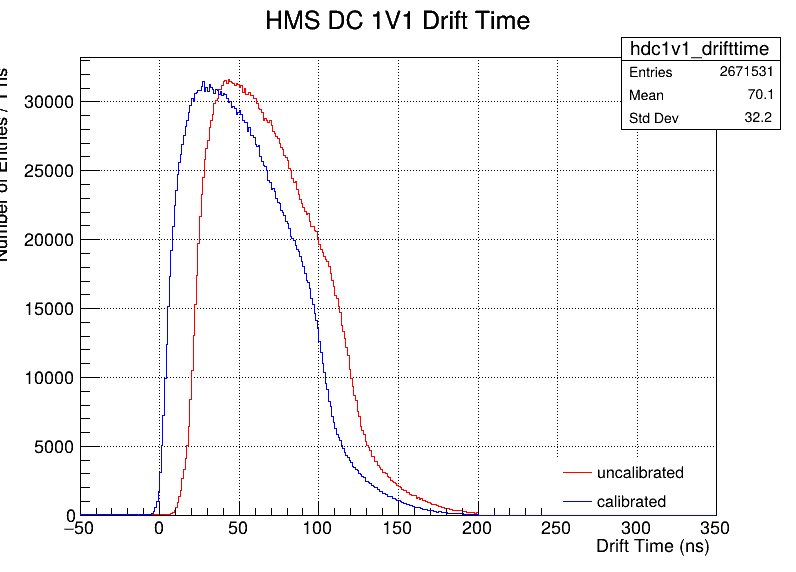 HMS DC 1V1 Drift Time
hdc1v1_drifttime
Entries 2671531
Mean 70.1
Std Dev 32.2
Number of Entries / 1 ns
30000
25000
20000
15000
10000
5000
0
−50 0 50 100 150 200 250 300 350
Drift Time (ns)
uncalibrated
calibrated